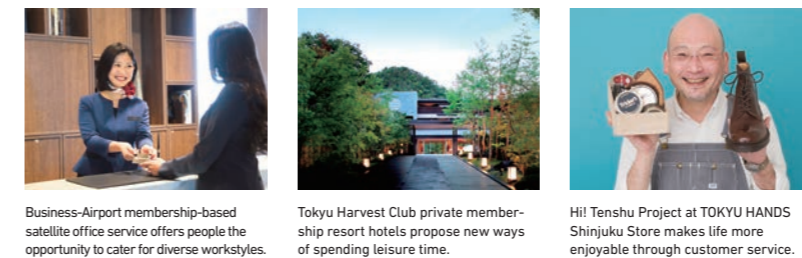 Business-Airport membership-based
satellite office service offers people the
opportunity to cater for diverse workstyles.
Tokyu Harvest Club private member-
ship resort hotels propose new ways
of spending leisure time.
Hi! Tenshu Project at TOKYU HANDS
Shinjuku Store makes life more
enjoyable through customer service.